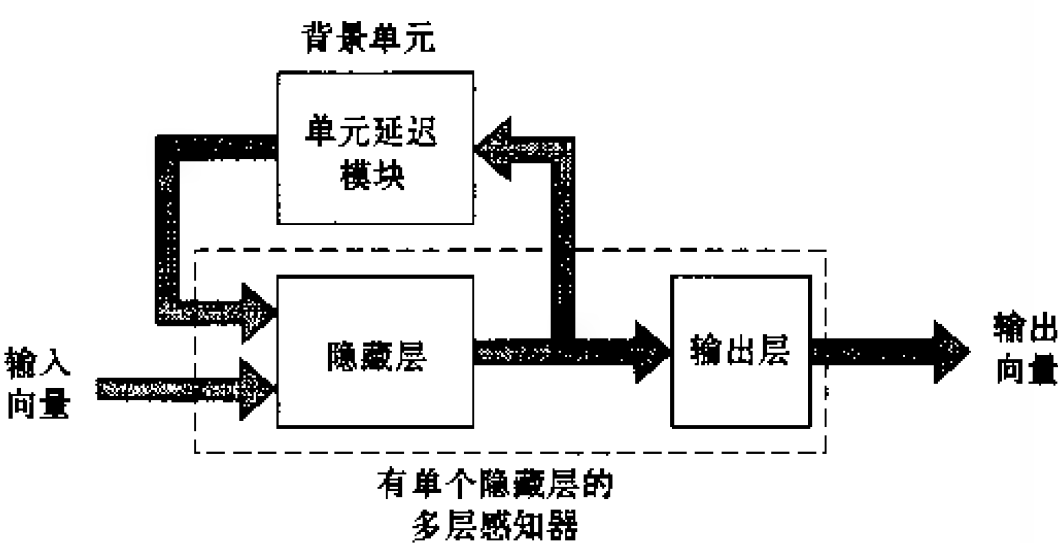 背景单元
单元延迟
模块
输入
向量
隐藏层
输出层
输出
向量
有单个隐藏层的
多层感知器